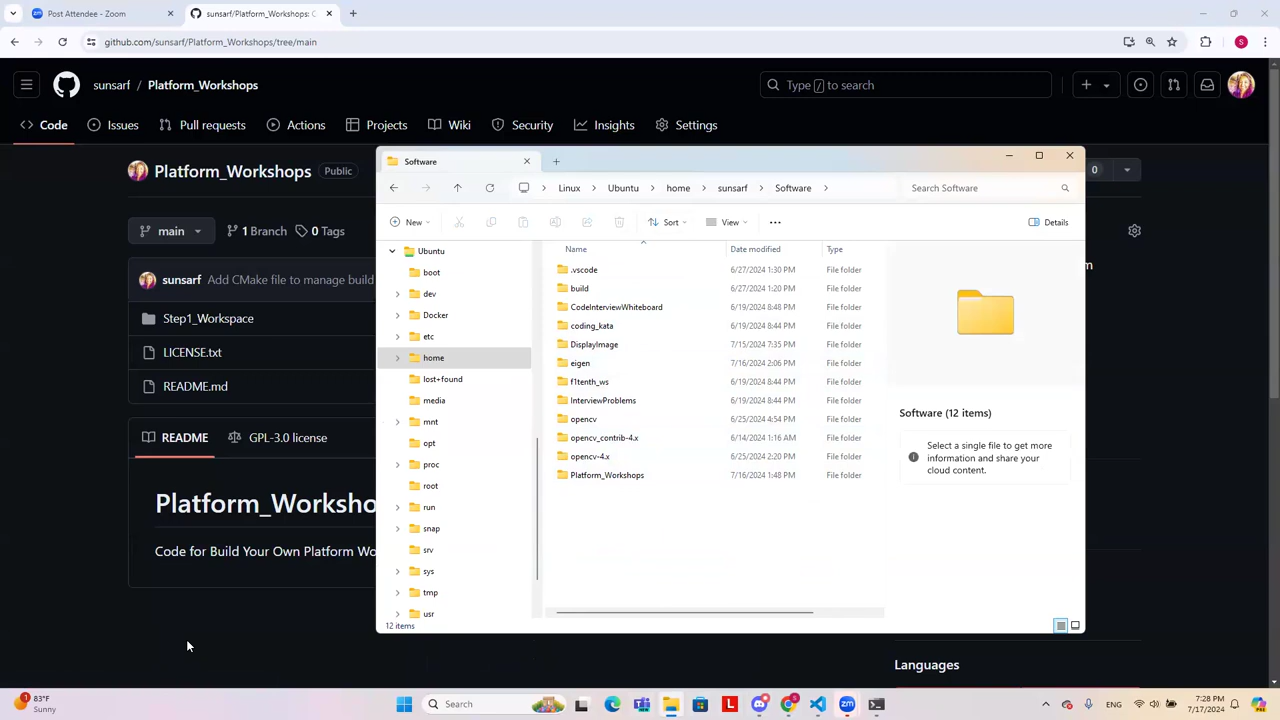 Post Attendee - Zoom
sunsarf/Platform_Workshops: C
github.com/sunsarf/Platform_Workshops/tree/main
S
sunsarf / Platform_Workshops
Type / to search
Code
Issues
Pull requests
Actions
Projects
Wiki
Security
Insights
Settings
Platform_Workshops
Public
0
main
1 Branch
0 Tags
sunsarf Add CMake file to manage build
Step1_Workspace
LICENSE.txt
README.md
README
GPL-3.0 license
Platform_Worksho
Code for Build Your Own Platform Wo
m
Languages
Software
Linux > Ubuntu > home > sunsarf > Software >
Search Software
New
Sort
View
Details
Ubuntu
boot
dev
Docker
etc
home
lost+found
media
mnt
opt
proc
root
run
snap
srv
sys
tmp
usr
Name Date modified Type
.vscode 6/27/2024 1:30 PM File folder
build 6/27/2024 1:20 PM File folder
CodeInterviewWhiteboard 6/19/2024 8:48 PM File folder
coding_kata 6/19/2024 8:44 PM File folder
DisplayImage 7/15/2024 7:35 PM File folder
eigen 7/16/2024 2:06 PM File folder
f1tenth_ws 6/19/2024 8:44 PM File folder
InterviewProblems 6/19/2024 8:44 PM File folder
opencv 6/25/2024 4:54 PM File folder
opencv_contrib-4.x 6/14/2024 1:16 AM File folder
opencv-4.x 6/25/2024 2:20 PM File folder
Platform_Workshops 7/16/2024 1:48 PM File folder
Software (12 items)
Select a single file to get more
information and share your
cloud content.
12 items
83°F
Sunny
Search
ENG
7:28 PM
7/17/2024